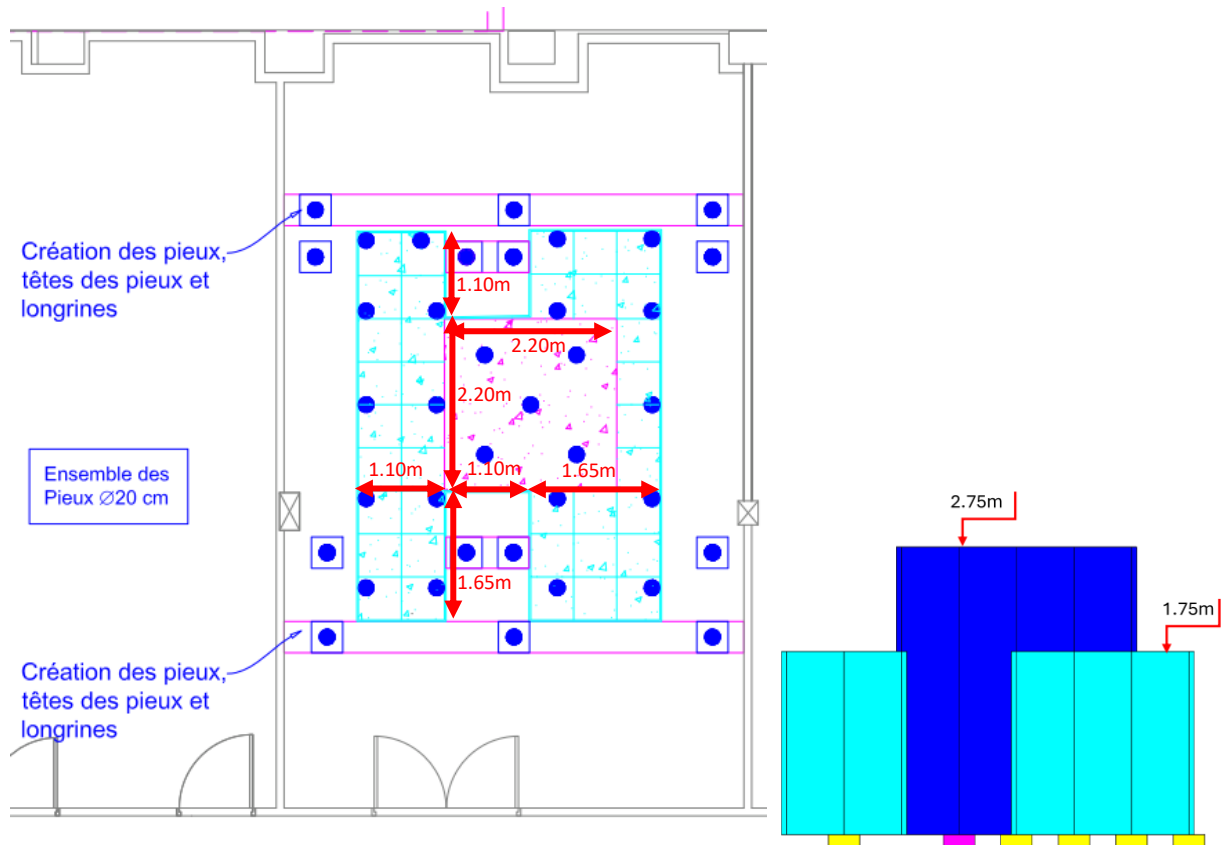 Création des pieux,
têtes des pieux et
longrines
1.10m
2.20m
2.20m
Ensemble des
Pieux ∅20 cm
1.10m
1.10m
1.65m
1.65m
Création des pieux,
têtes des pieux et
longrines
2.75m
1.75m